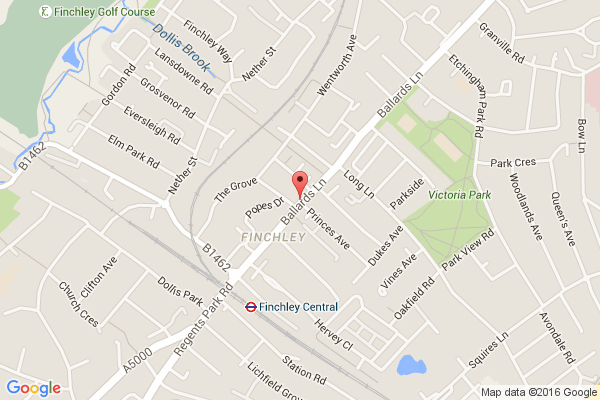 Finchley Golf Course
Dollis Brook
Finchley Way
Lansdowne Rd
Nether St
Gordon Rd
Grosvenor Rd
Eversleigh Rd
Elm Park Rd
Nether St
B1462
Wentworth Ave
Ballards Ln
Granville Rd
Etchingham Park Rd
Bow Ln
Park Cres
Woodlands Ave
Queen's Ave
Long Ln
Parkside
Victoria Park
The Grove
Popes Dr
Ballards Ln
Princes Ave
FINCHLEY
Dukes Ave
Vines Ave
Park View Rd
Oakfield Rd
B1462
Clifton Ave
Church Cres
Dollis Park
Regents Park Rd
A5000
Finchley Central
Hervey Cl
Station Rd
Lichfield Grove
Squires Ln
Avondale Rd
Google
Map data ©2016 Google